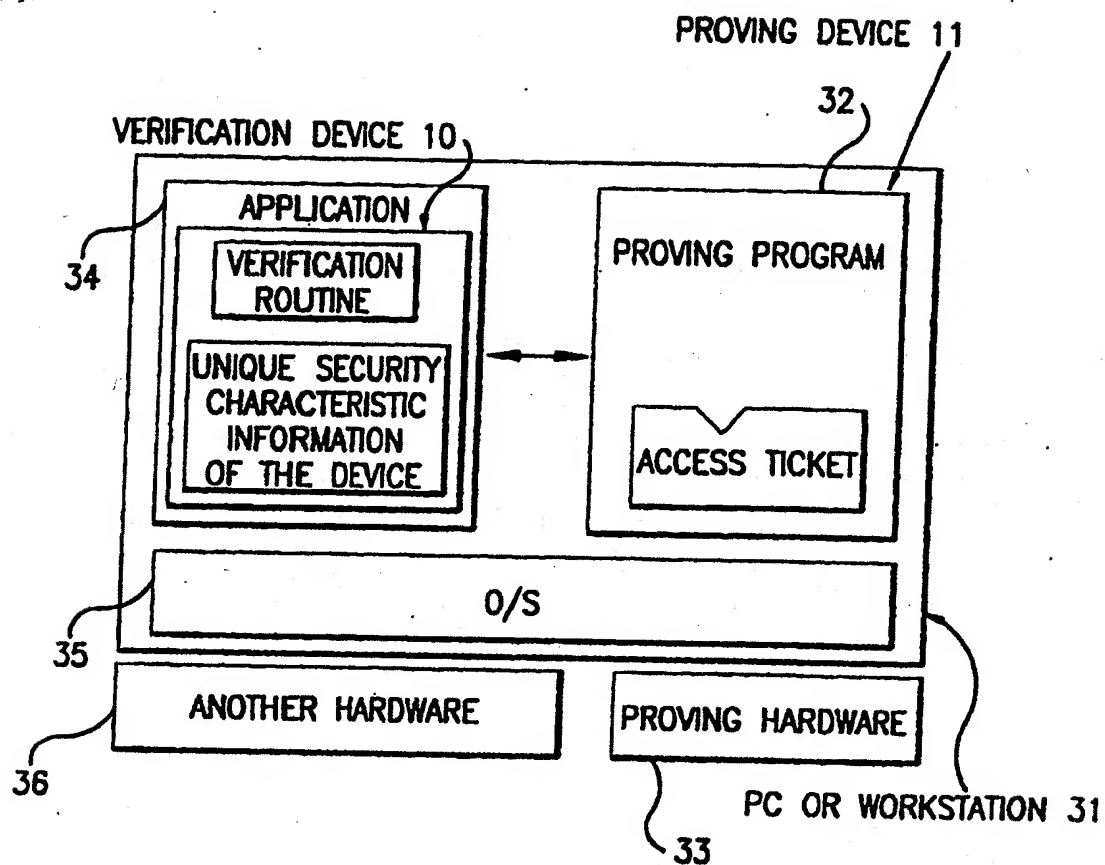 PROVING DEVICE 11
32
VERIFICATION DEVICE 10
34
APPLICATION
VERIFICATION
ROUTINE
UNIQUE SECURITY
CHARACTERISTIC
INFORMATION
OF THE DEVICE
PROVING PROGRAM
ACCESS TICKET
35
O/S
36
ANOTHER HARDWARE
PROVING HARDWARE
33
PC OR WORKSTATION 31